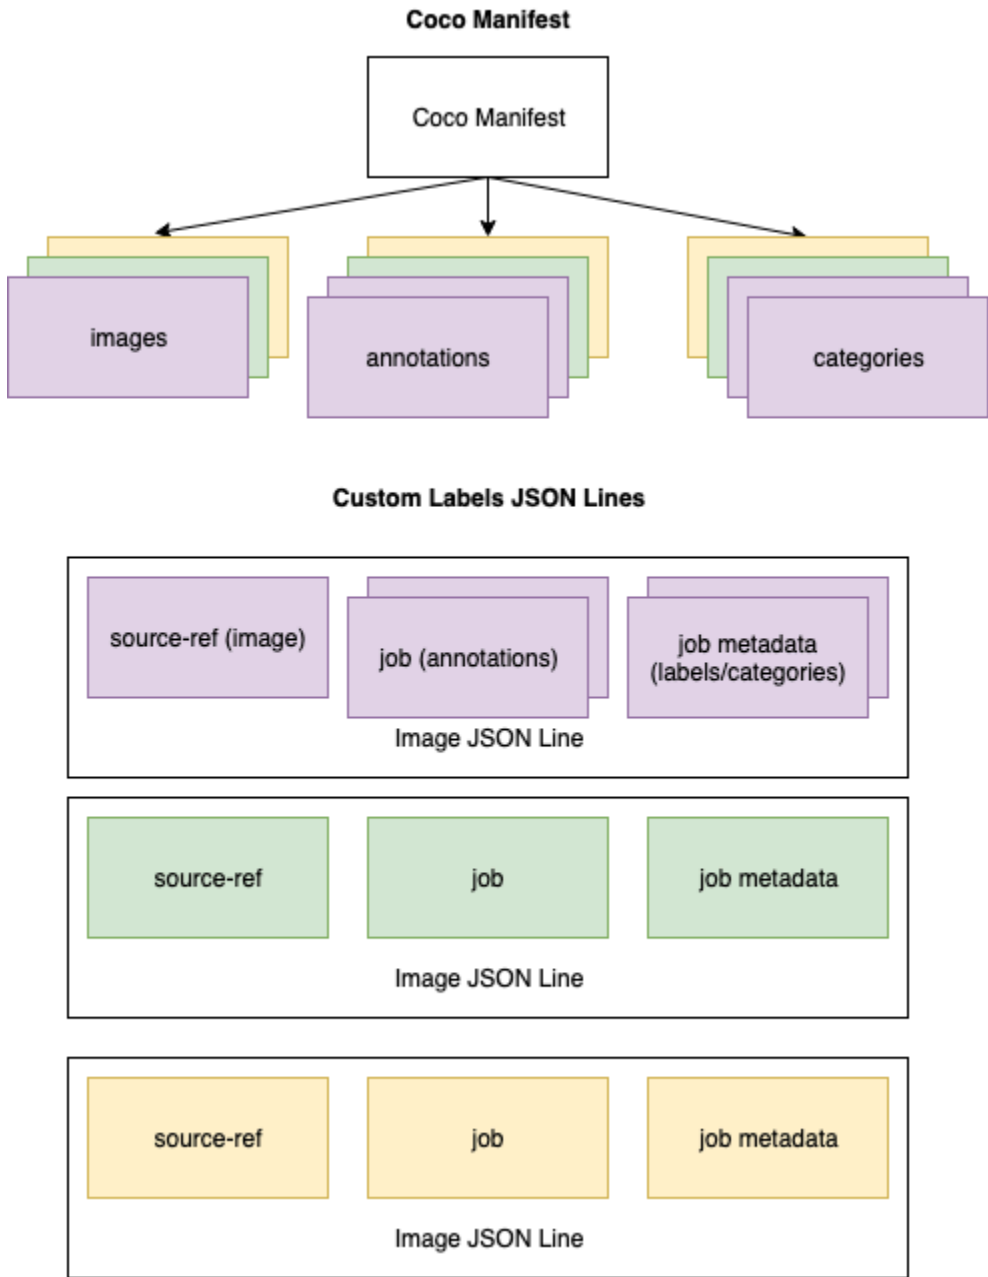 Coco Manifest
Coco Manifest
images
annotations
categories
Custom Labels JSON Lines
source-ref (image)
job (annotations)
job metadata
(labels/categories)
Image JSON Line
source-ref
job
job metadata
Image JSON Line
source-ref
job
job metadata
Image JSON Line